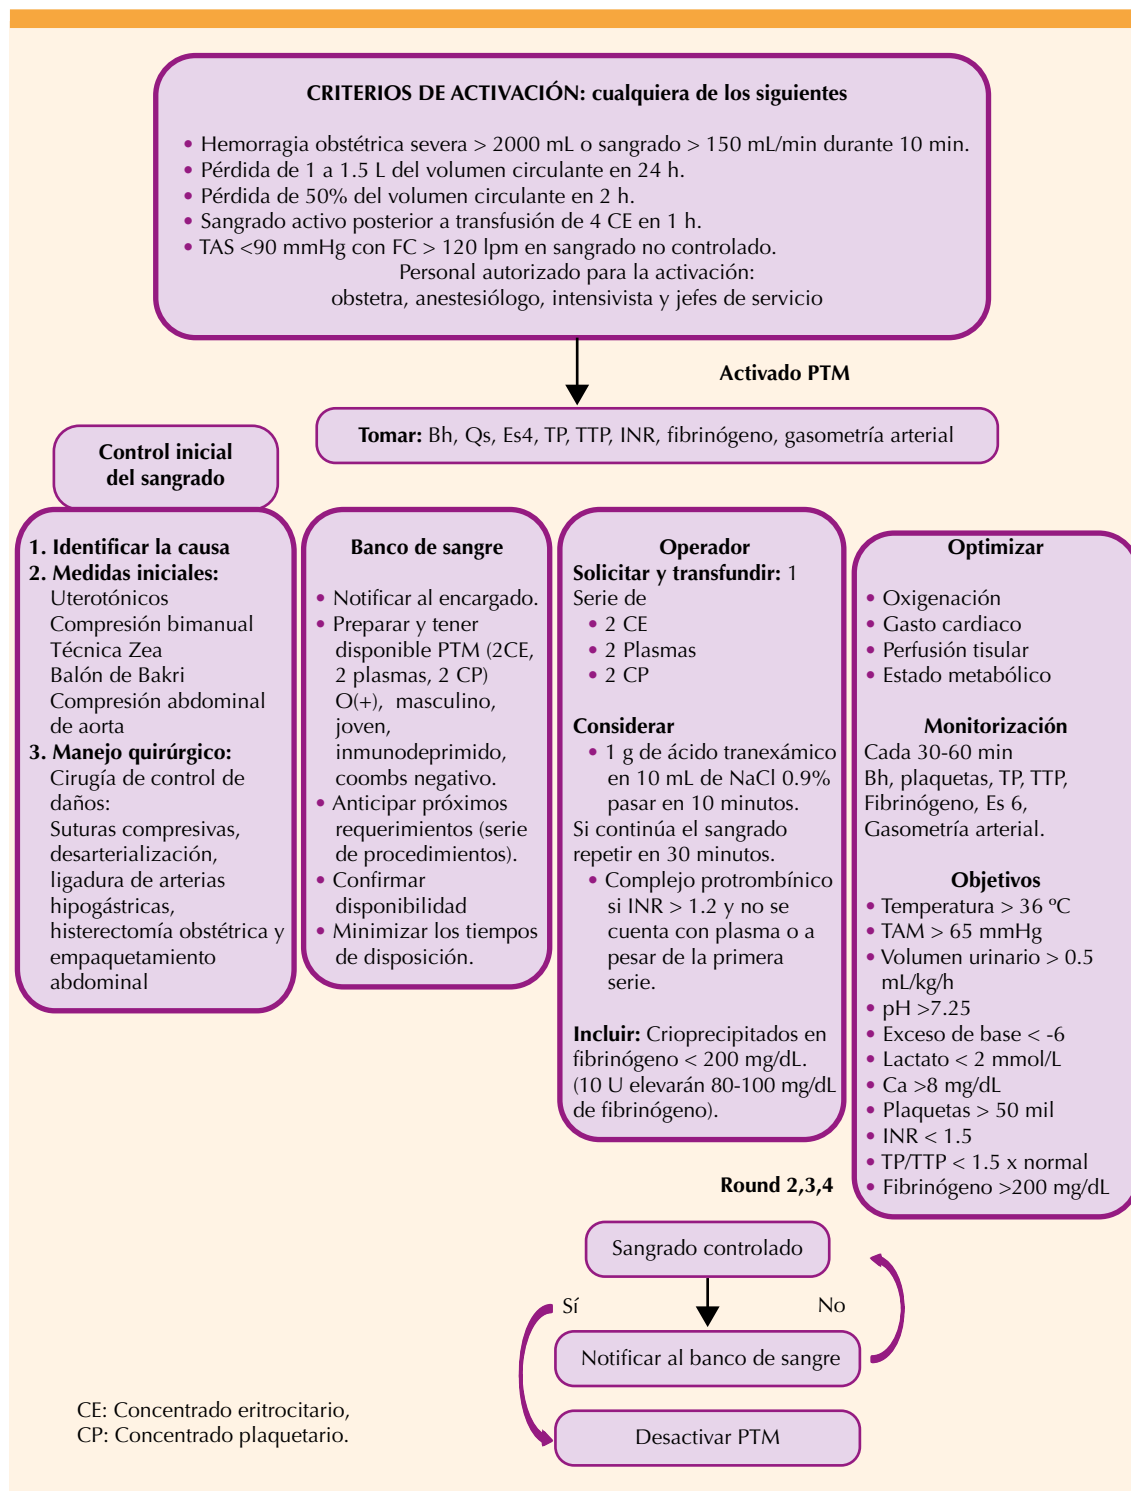 CRITERIOS DE ACTIVACIÓN: cualquiera de los siguientes
• Hemorragia obstétrica severa > 2000 mL o sangrado > 150 mL/min durante 10 min.
• Pérdida de 1 a 1.5 L del volumen circulante en 24 h.
• Pérdida de 50% del volumen circulante en 2 h.
• Sangrado activo posterior a transfusión de 4 CE en 1 h.
• TAS <90 mmHg con FC > 120 lpm en sangrado no controlado.
Personal autorizado para la activación:
obstetra, anestesiólogo, intensivista y jefes de servicio
Activado PTM
Tomar: Bh, Qs, Es4, TP, TTP, INR, fibrinógeno, gasometría arterial
Control inicial
del sangrado
1. Identificar la causa
2. Medidas iniciales:
Uterotónicos
Compresión bimanual
Técnica Zea
Balón de Bakri
Compresión abdominal
de aorta
3. Manejo quirúrgico:
Cirugía de control de
daños:
Suturas compresivas,
desarterialización,
ligadura de arterias
hipogástricas,
histerectomía obstétrica y
empaquetamiento
abdominal
Banco de sangre
• Notificar al encargado.
• Preparar y tener
disponible PTM (2CE,
2 plasmas, 2 CP)
O(+), masculino,
joven,
inmunodeprimido,
coombs negativo.
• Anticipar próximos
requerimientos (serie
de procedimientos).
• Confirmar
disponibilidad
• Minimizar los tiempos
de disposición.
Operador
Solicitar y transfundir: 1
Serie de
• 2 CE
• 2 Plasmas
• 2 CP
Considerar
• 1 g de ácido tranexámico
en 10 mL de NaCl 0.9%
pasar en 10 minutos.
Si continúa el sangrado
repetir en 30 minutos.
• Complejo protrombínico
si INR > 1.2 y no se
cuenta con plasma o a
pesar de la primera
serie.
Incluir: Crioprecipitados en
fibrinógeno < 200 mg/dL.
(10 U elevarán 80-100 mg/dL
de fibrinógeno).
Optimizar
• Oxigenación
• Gasto cardiaco
• Perfusión tisular
• Estado metabólico
Monitorización
Cada 30-60 min
Bh, plaquetas, TP, TTP,
Fibrinógeno, Es 6,
Gasometría arterial.
Objetivos
• Temperatura > 36 ºC
• TAM > 65 mmHg
• Volumen urinario > 0.5
mL/kg/h
• pH >7.25
• Exceso de base < -6
• Lactato < 2 mmol/L
• Ca >8 mg/dL
• Plaquetas > 50 mil
• INR < 1.5
• TP/TTP < 1.5 x normal
• Fibrinógeno >200 mg/dL
Round 2,3,4
Sangrado controlado
Sí
No
Notificar al banco de sangre
Desactivar PTM
CE: Concentrado eritrocitario,
CP: Concentrado plaquetario.